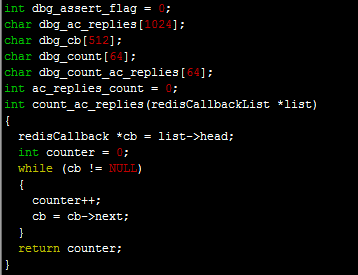 int dbg_assert_flag = 0;
char dbg_ac_replies[1024];
char dbg_cb[512];
char dbg_count[64];
char dbg_count_ac_replies[64];
int ac_replies_count = 0;
int count_ac_replies(redisCallbackList *list)
{
  redisCallback *cb = list->head;
  int counter = 0;
  while (cb != NULL)
  {
    counter++;
    cb = cb->next;
  }
  return counter;
}